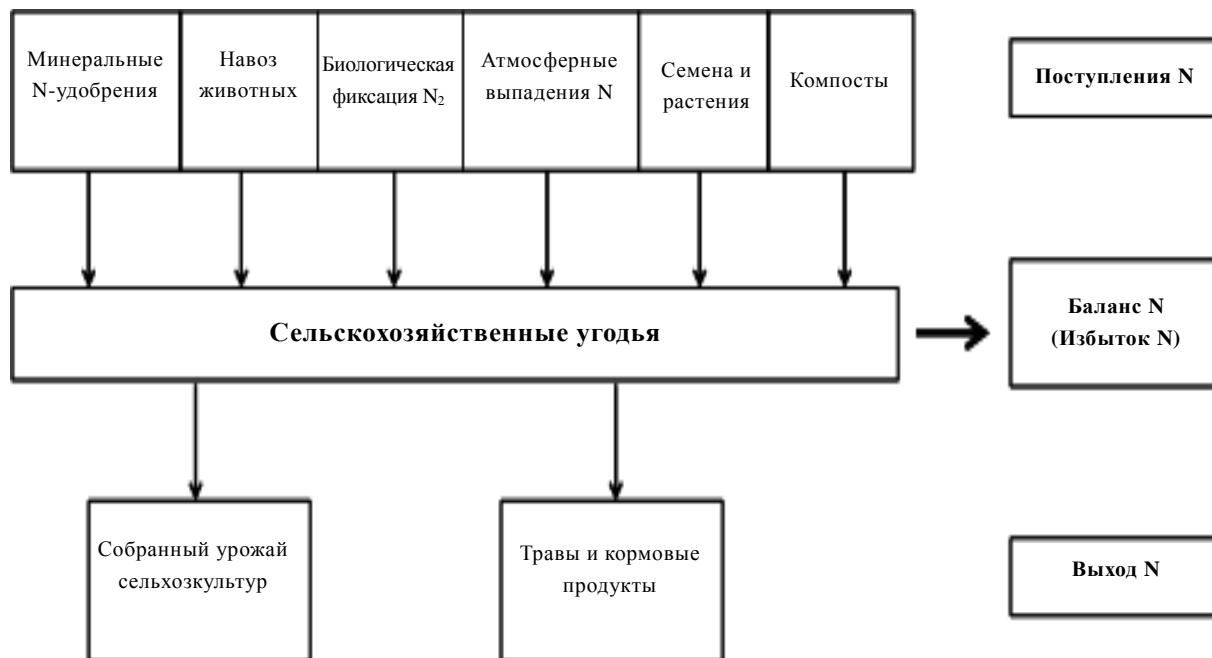 Минеральные
N-удобрения
Навоз
животных
Биологическая
фиксация N₂
Атмосферные
выпадения N
Семена и
растения
Компосты
Поступления N
Сельскохозяйственные угодья
Баланс N
(Избыток N)
Собранный урожай
сельхозкультур
Травы и кормовые
продукты
Выход N